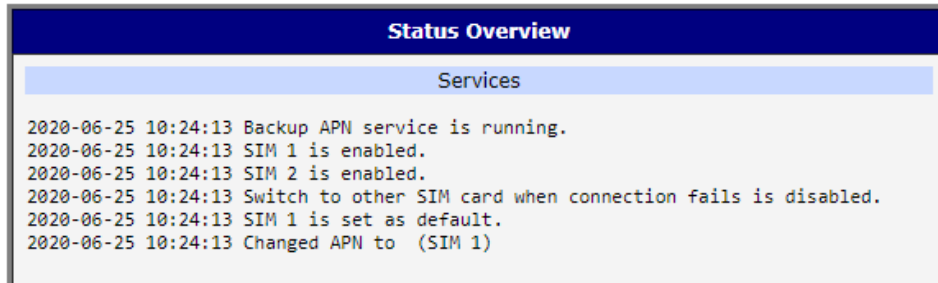 Status Overview
Services
2020-06-25 10:24:13 Backup APN service is running.
2020-06-25 10:24:13 SIM 1 is enabled.
2020-06-25 10:24:13 SIM 2 is enabled.
2020-06-25 10:24:13 Switch to other SIM card when connection fails is disabled.
2020-06-25 10:24:13 SIM 1 is set as default.
2020-06-25 10:24:13 Changed APN to  (SIM 1)